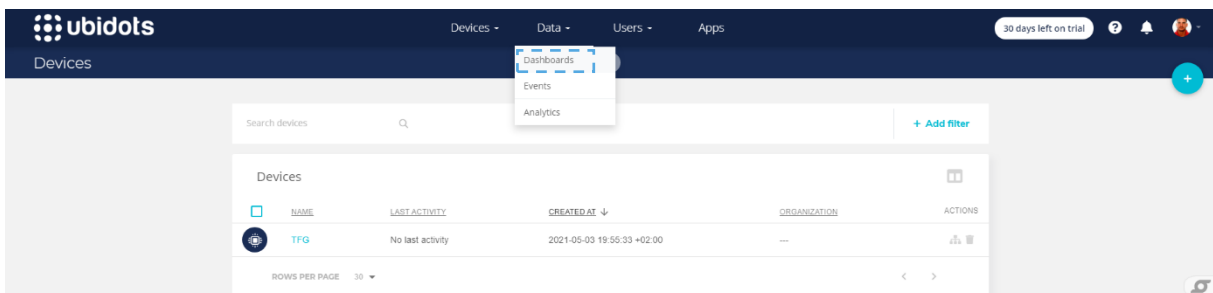 ubidots
Devices Data Users Apps
30 days left on trial
Devices
Dashboards
Events
Analytics
Search devices
+ Add filter
Devices
NAME LAST ACTIVITY CREATED AT ORGANIZATION ACTIONS
TFG No last activity 2021-05-03 19:55:33 +02:00 ---
ROWS PER PAGE 30